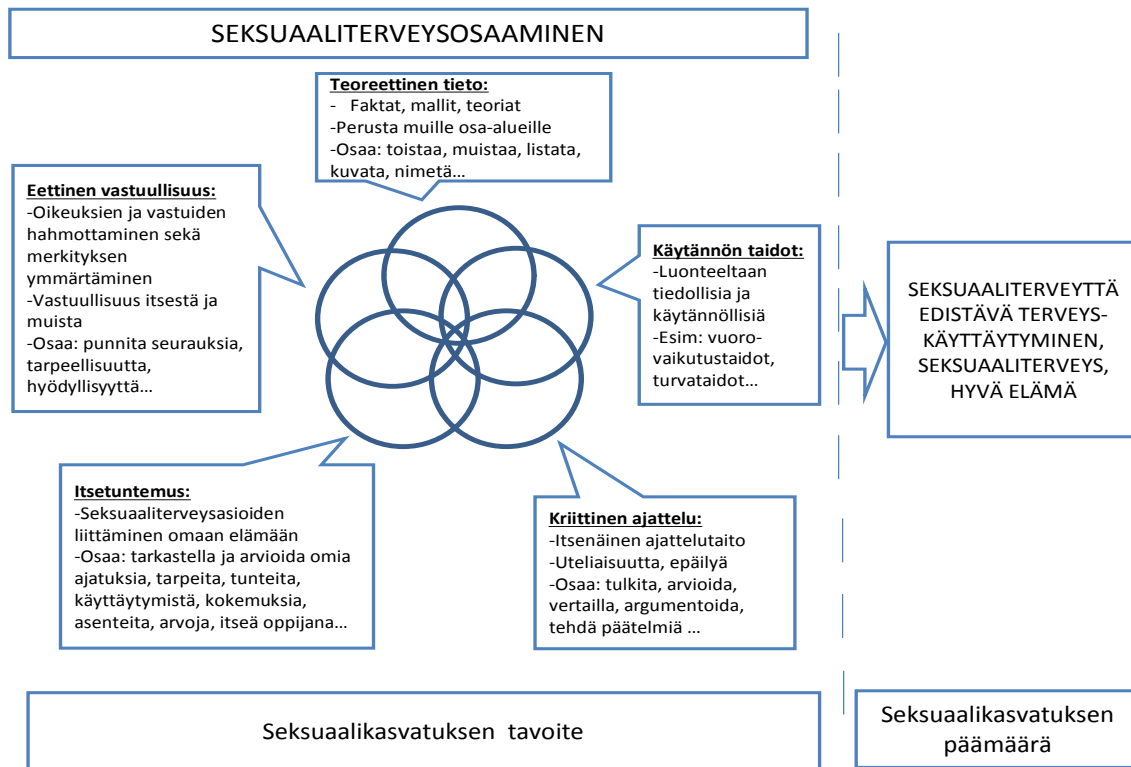 SEKSUAALITERVEYSOSAAMINEN
Teoreettinen tieto:
- Faktat, mallit, teoriat
-Perusta muille osa-alueille
-Osaa: toistaa, muistaa, listata,
kuvata, nimetä…
Eettinen vastuullisuus:
-Oikeuksien ja vastuiden
hahmottaminen sekä
merkityksen
ymmärtäminen
-Vastuullisuus itsestä ja
muista
-Osaa: punnita seurauksia,
tarpeellisuutta,
hyödyllisyyttä…
Käytännön taidot:
-Luonteeltaan
tiedollisia ja
käytännöllisiä
-Esim: vuoro-
vaikutustaidot,
turvataidot…
Itsetuntemus:
-Seksuaaliterveysasioiden
liittäminen omaan elämään
-Osaa: tarkastella ja arvioida omia
ajatuksia, tarpeita, tunteita,
käyttäytymistä, kokemuksia,
asenteita, arvoja, itseä oppijana…
Kriittinen ajattelu:
-Itsenäinen ajattelutaito
-Uteliaisuutta, epäilyä
-Osaa: tulkita, arvioida,
vertailla, argumentoida,
tehdä päätelmiä …
SEKSUAALITERVEYTTÄ
EDISTÄVÄ TERVEYS-
KÄYTTÄYTYMINEN,
SEKSUAALITERVEYS,
HYVÄ ELÄMÄ
Seksuaalikasvatuksen tavoite
Seksuaalikasvatuksen
päämäärä